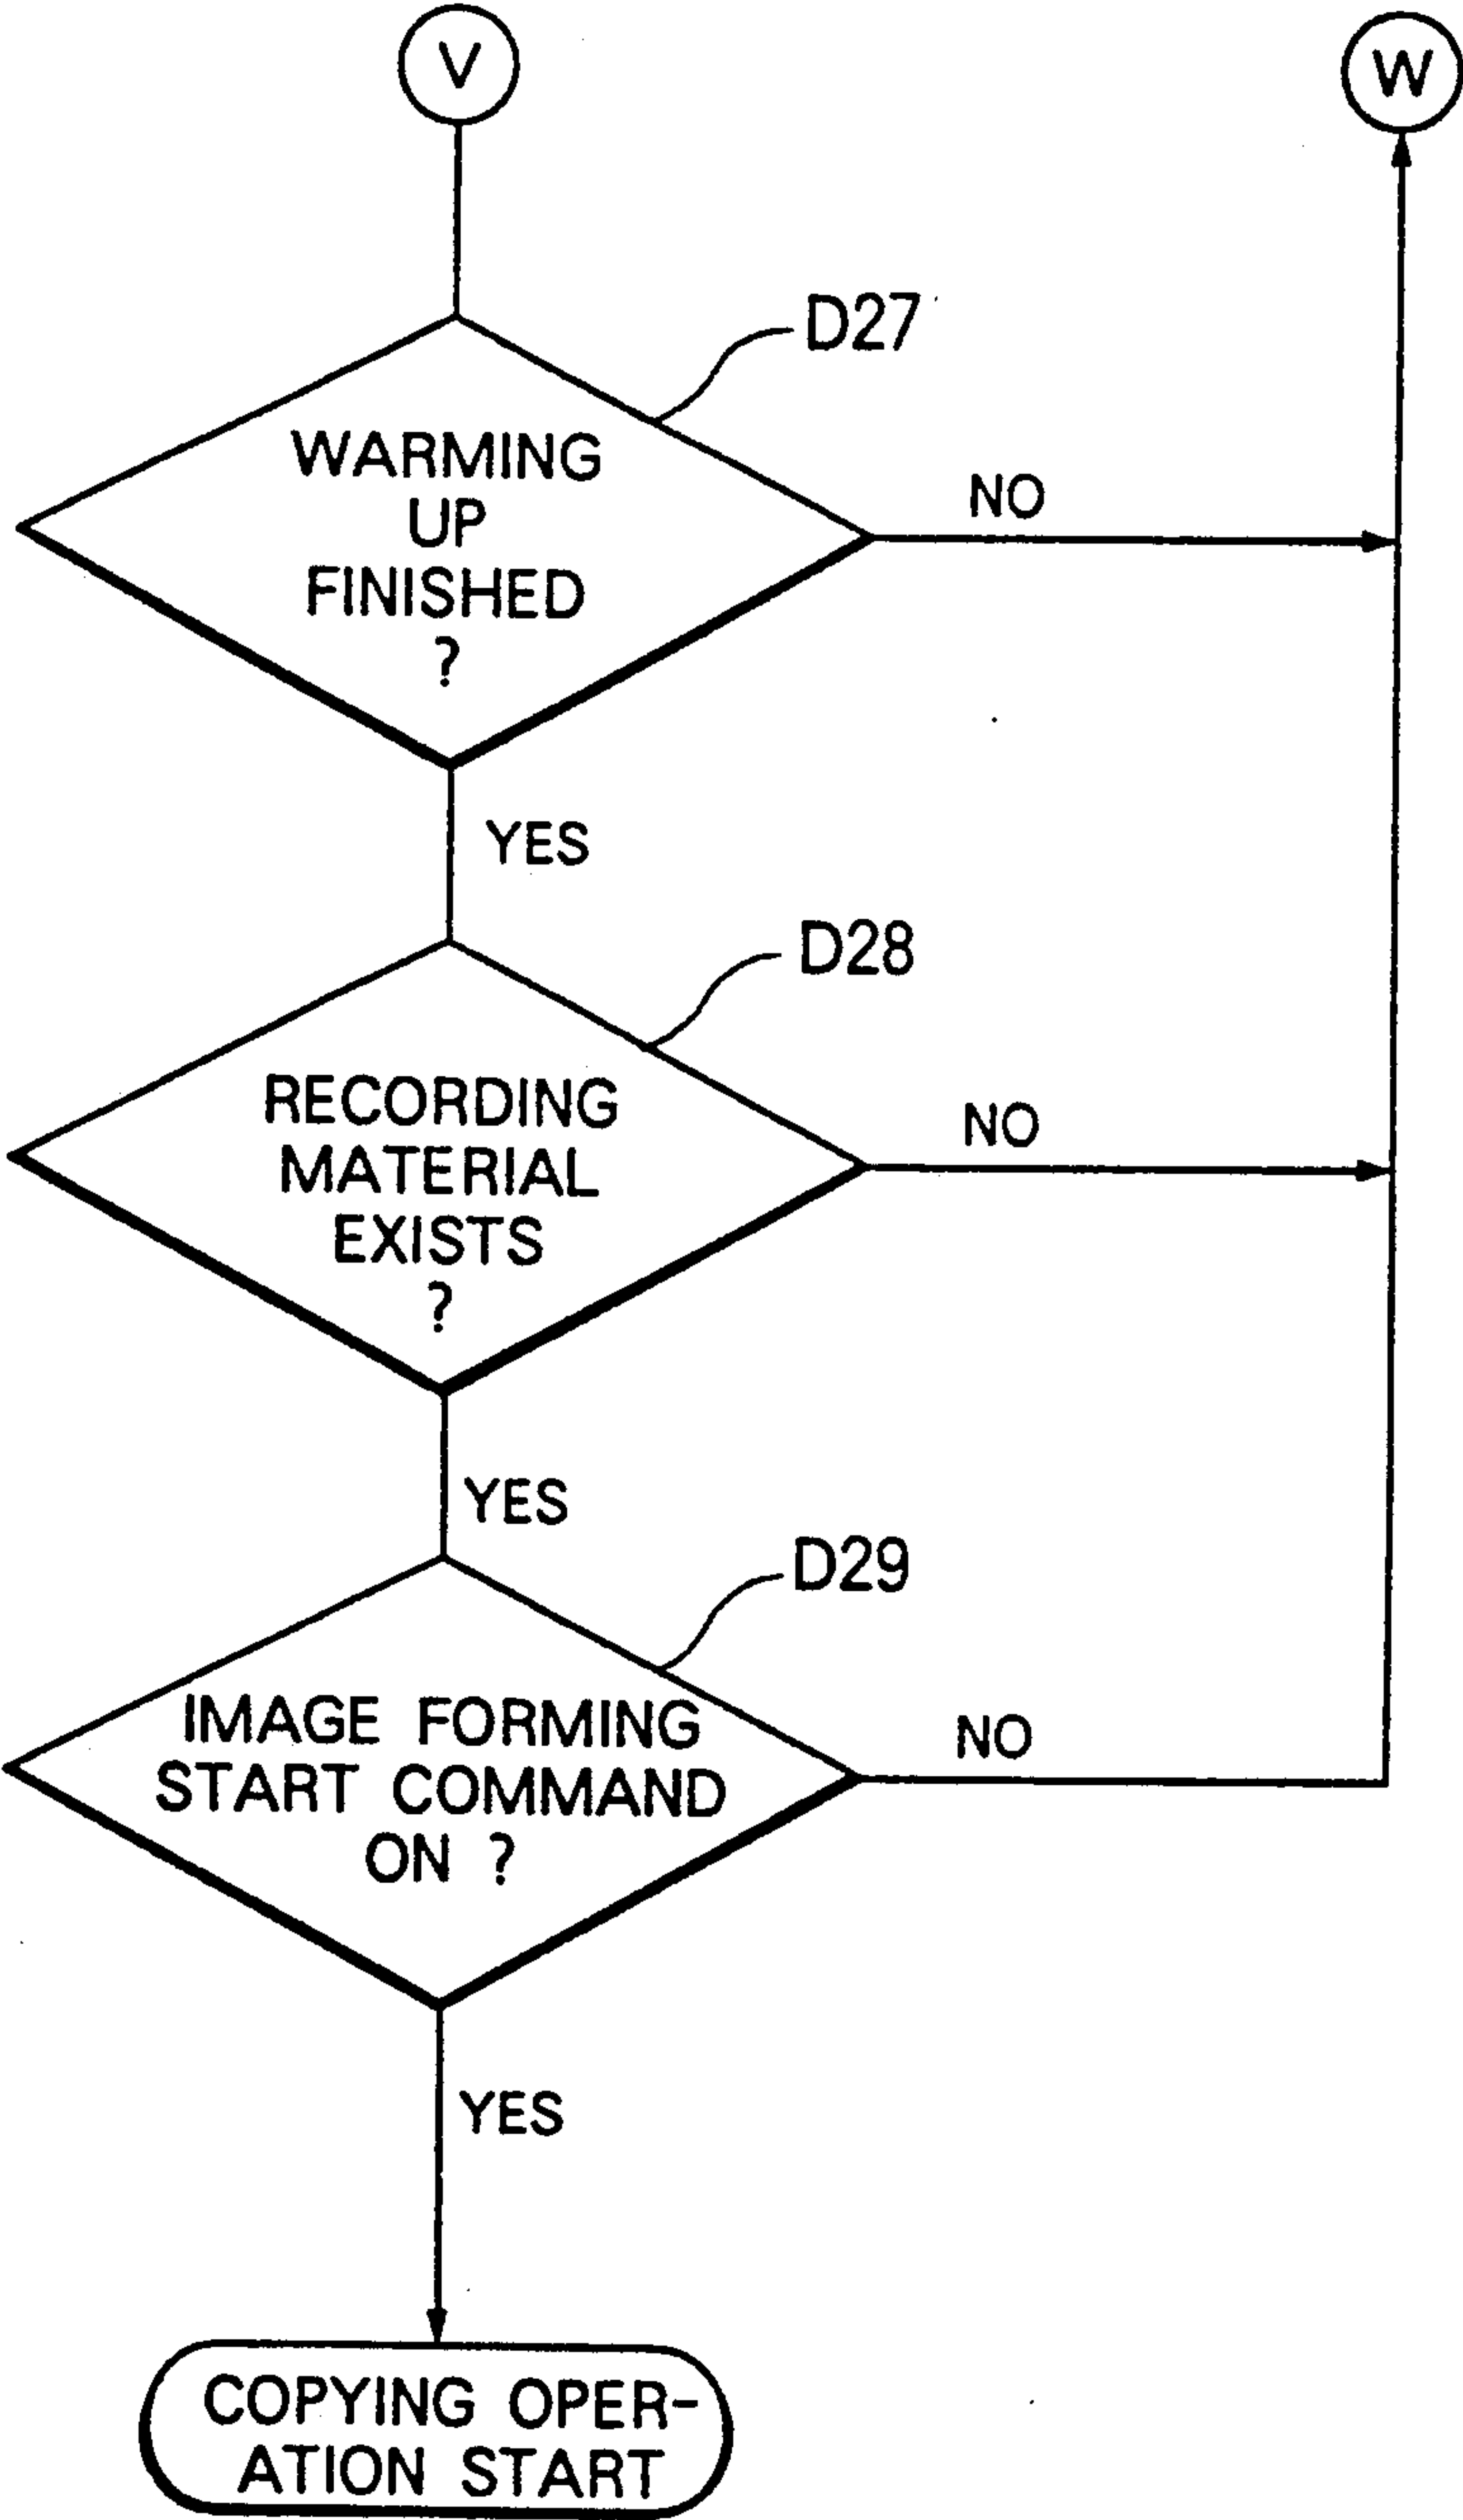 V
W
D27
WARMING
UP
FINISHED
?
NO
YES
D28
RECORDING
MATERIAL
EXISTS
?
NO
YES
D29
IMAGE FORMING
START COMMAND
ON ?
NO
YES
COPYING OPER-
ATION START